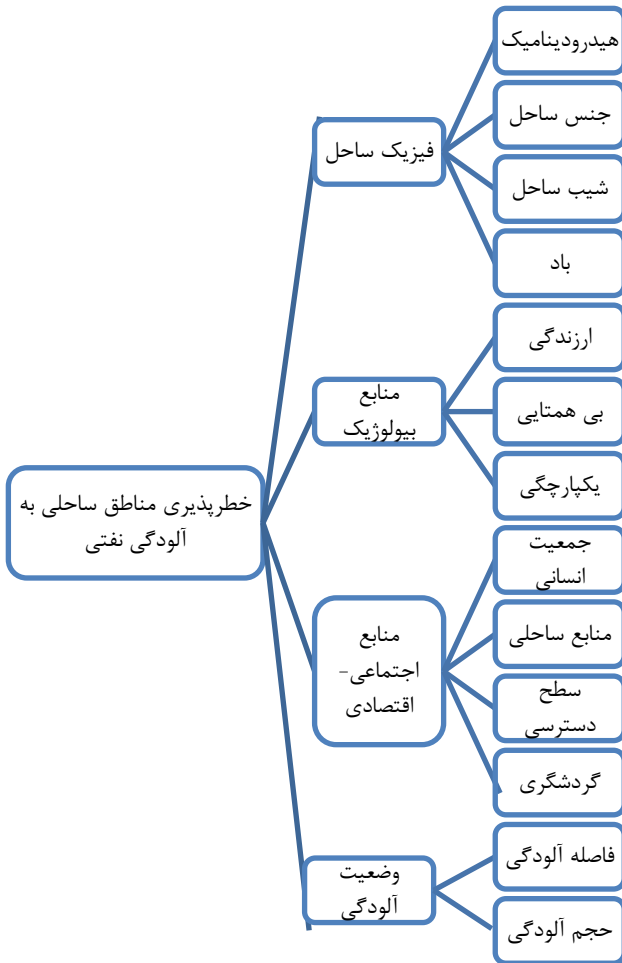 خطرپذیری مناطق ساحلی به
آلودگی نفتی
فیزیک ساحل
هیدرودینامیک
جنس ساحل
شیب ساحل
باد
منابع
بیولوژیک
ارزندگی
بی همتایی
یکپارچگی
منابع
اجتماعی-
اقتصادی
جمعیت
انسانی
منابع ساحلی
سطح
دسترسی
گردشگری
وضعیت
آلودگی
فاصله آلودگی
حجم آلودگی